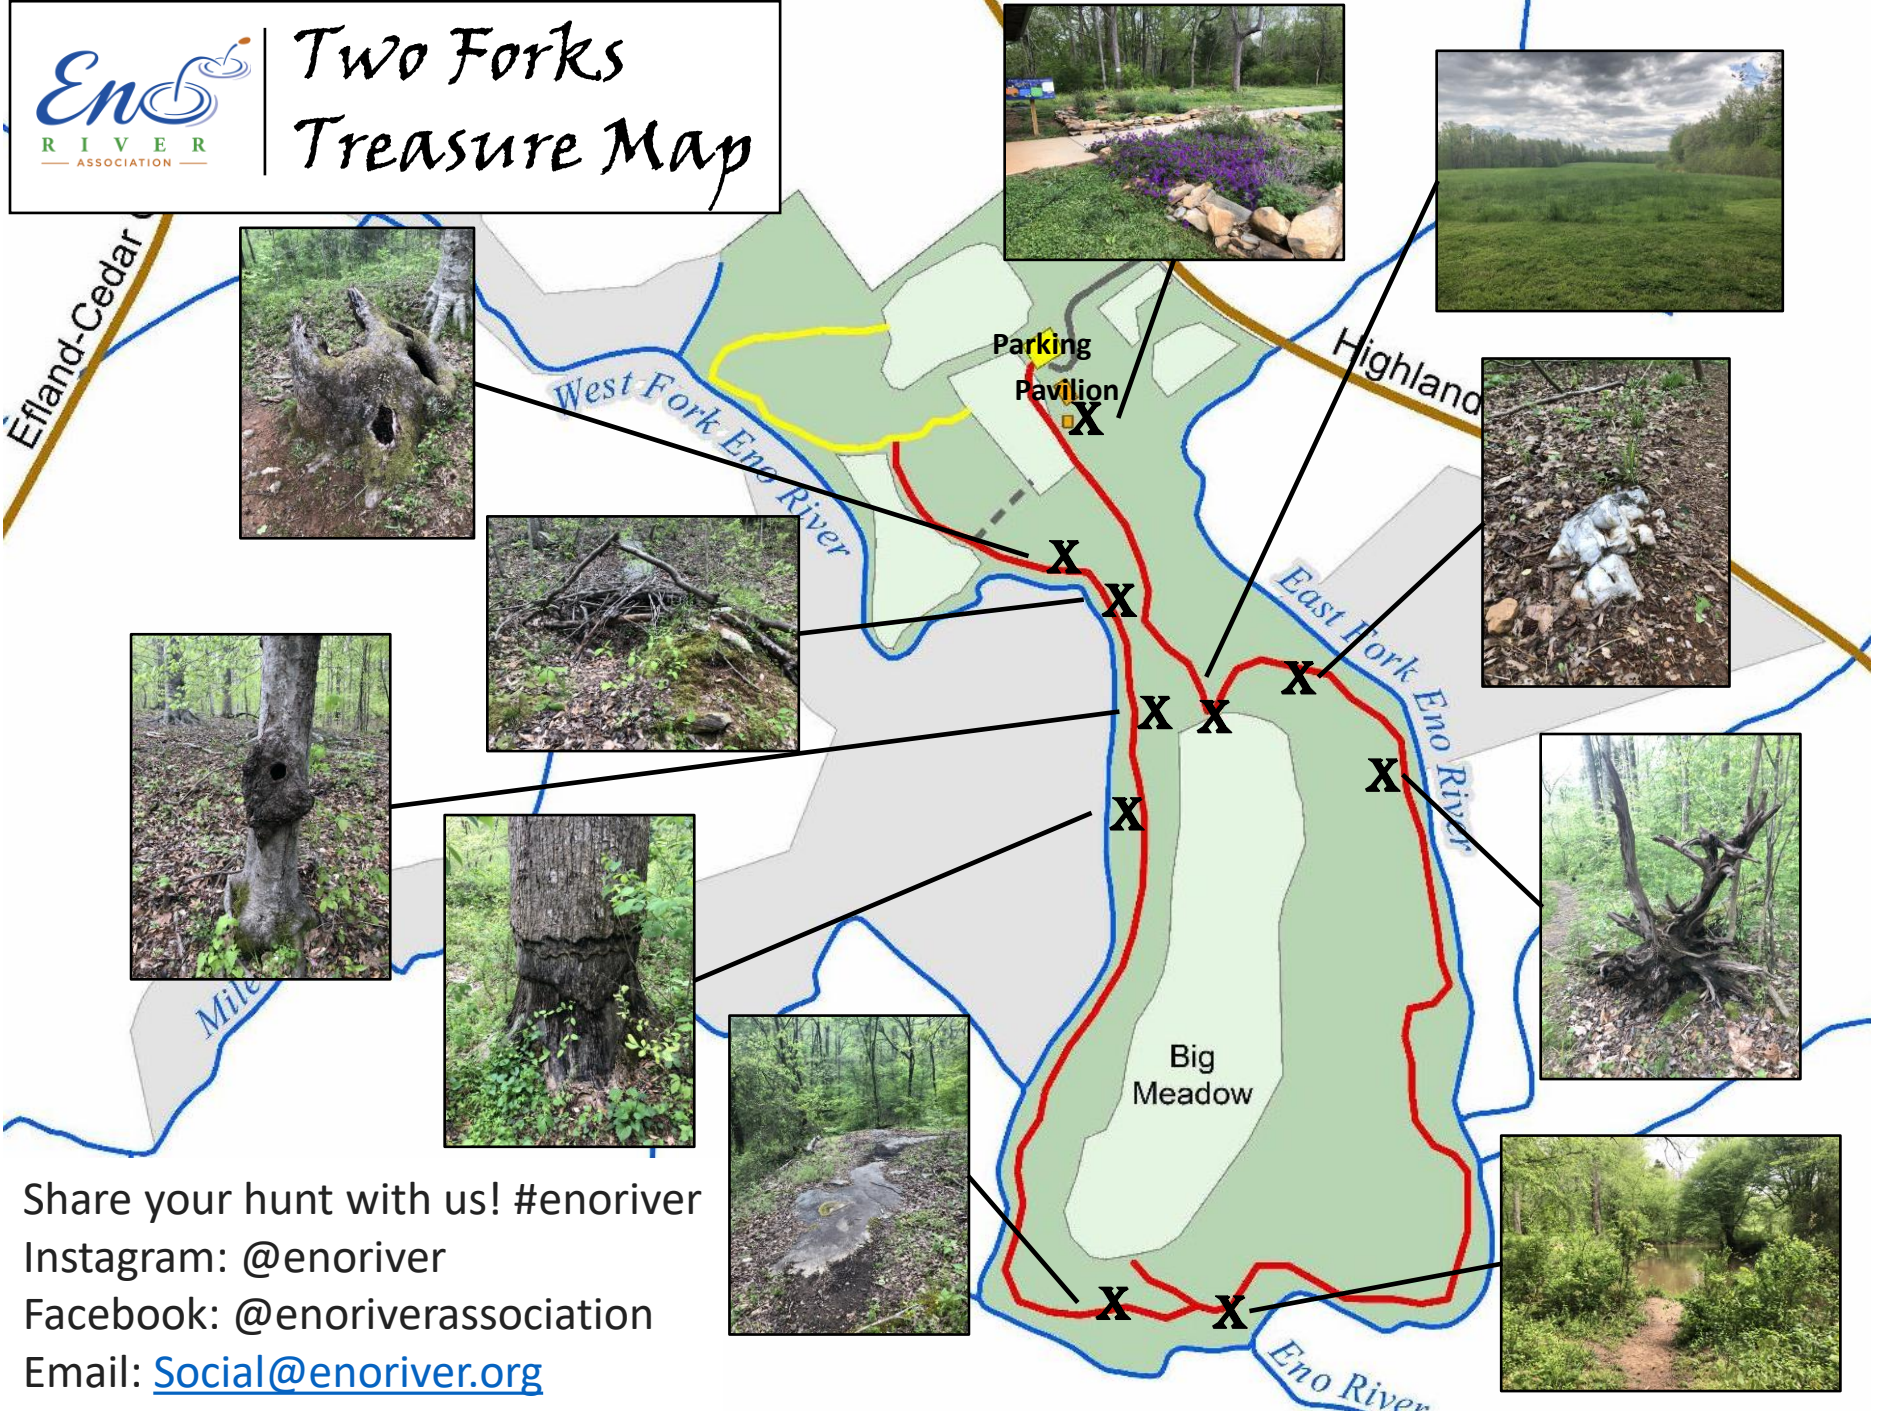 Eno
RIVER
ASSOCIATION
Two Forks
Treasure Map
Efland-Cedar
Parking
Pavilion
Highland
West Fork Eno River
East Fork Eno River
Mile
Big
Meadow
Eno River
X
X
X
X
X
X
X
X
X
X
Share your hunt with us! #enoriver
Instagram: @enoriver
Facebook: @enoriverassociation
Email: Social@enoriver.org